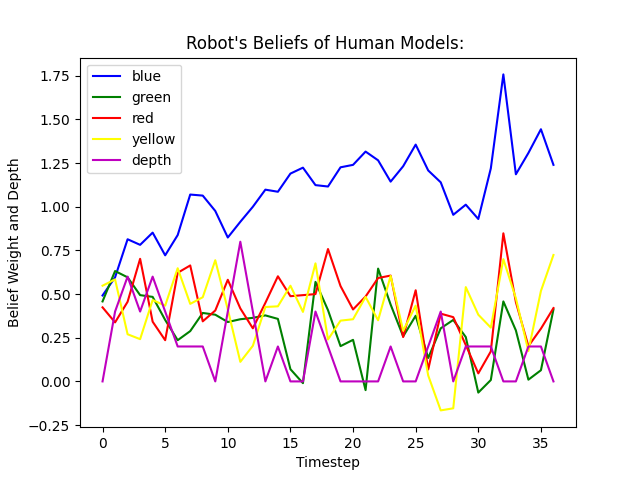 Robot's Beliefs of Human Models:
blue
green
red
yellow
depth
Belief Weight and Depth
1.75
1.50
1.25
1.00
0.75
0.50
0.25
0.00
−0.25
0 5 10 15 20 25 30 35
Timestep